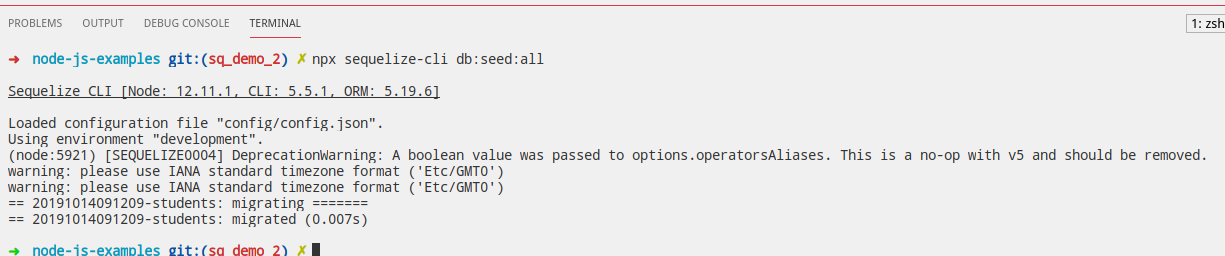 PROBLEMS OUTPUT DEBUG CONSOLE TERMINAL 1: zsh
➜ node-js-examples git:(sq_demo_2) ✗ npx sequelize-cli db:seed:all
Sequelize CLI [Node: 12.11.1, CLI: 5.5.1, ORM: 5.19.6]
Loaded configuration file "config/config.json".
Using environment "development".
(node:5921) [SEQUELIZE0004] DeprecationWarning: A boolean value was passed to options.operatorsAliases. This is a no-op with v5 and should be removed.
warning: please use IANA standard timezone format ('Etc/GMT0')
warning: please use IANA standard timezone format ('Etc/GMT0')
== 20191014091209-students: migrating =======
== 20191014091209-students: migrated (0.007s)
➜ node-js-examples git:(sq_demo_2) ✗